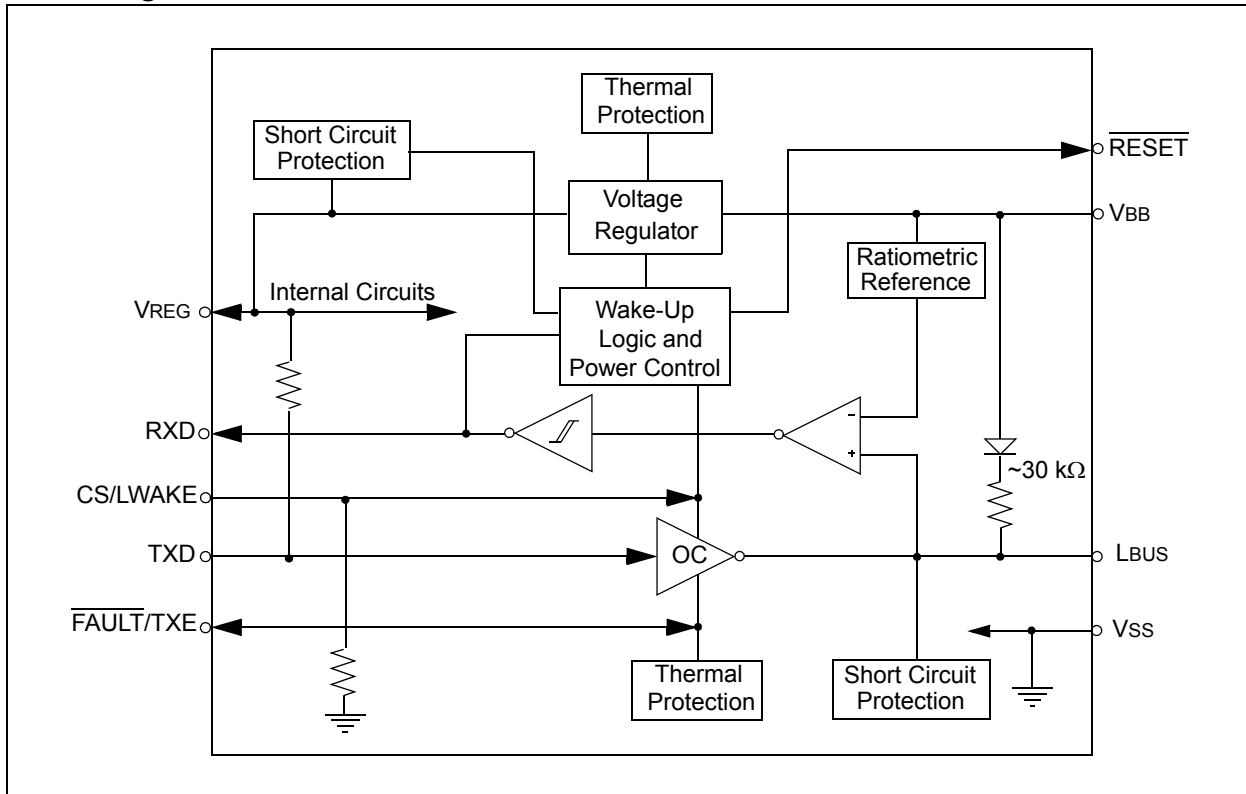 Thermal
Protection
Short Circuit
Protection
RESET
Voltage
Regulator
VBB
Ratiometric
Reference
Internal Circuits
VREG
Wake-Up
Logic and
Power Control
RXD
-
+
~30 kΩ
CS/LWAKE
TXD
OC
LBUS
FAULT/TXE
VSS
Thermal
Protection
Short Circuit
Protection